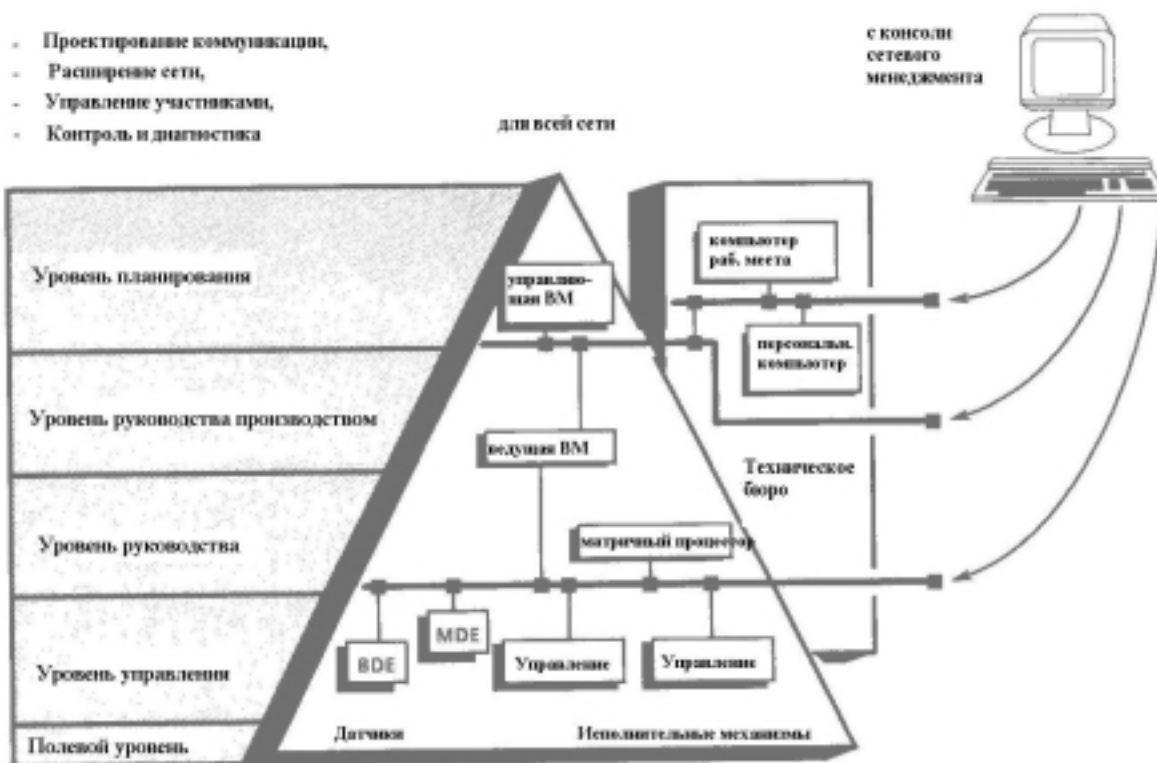 - Проектирование коммуникации,
- Расширение сети,
- Управление участниками,
- Контроль и диагностика
для всей сети
с консоли
сетевого
менеджмента
Уровень планирования
управляю-
щая ВМ
компьютер
раб. места
персональн.
компьютер
Уровень руководства производством
ведущая ВМ
Техническое
бюро
Уровень руководства
матричный процессор
BDE
MDE
Управление
Управление
Уровень управления
Датчики
Исполнительные механизмы
Полевой уровень